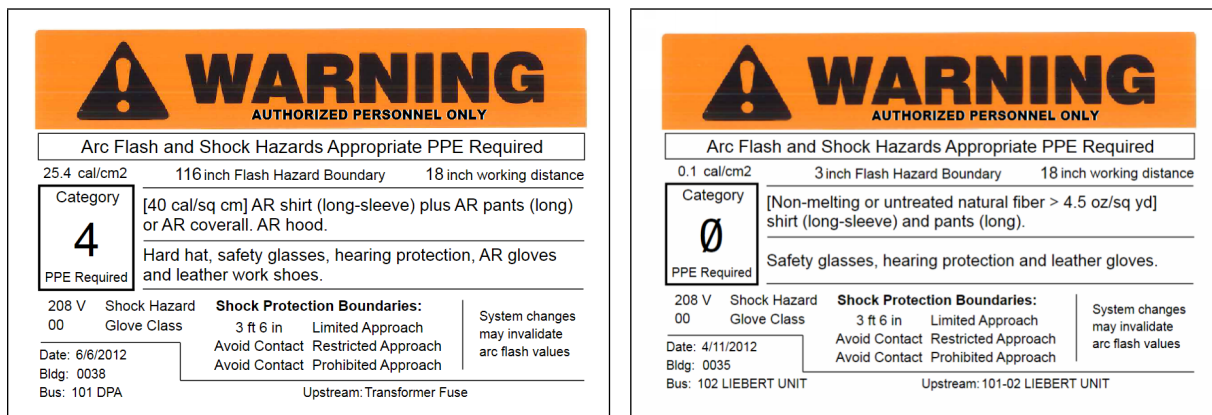 WARNING
AUTHORIZED PERSONNEL ONLY
Arc Flash and Shock Hazards Appropriate PPE Required
25.4 cal/cm2 116 inch Flash Hazard Boundary 18 inch working distance
Category
4
PPE Required
[40 cal/sq cm] AR shirt (long-sleeve) plus AR pants (long)
or AR coverall. AR hood.
Hard hat, safety glasses, hearing protection, AR gloves
and leather work shoes.
208 V Shock Hazard
00 Glove Class
Shock Protection Boundaries:
3 ft 6 in Limited Approach
Avoid Contact Restricted Approach
Avoid Contact Prohibited Approach
System changes
may invalidate
arc flash values
Date: 6/6/2012
Bldg: 0038
Bus: 101 DPA
Upstream: Transformer Fuse
WARNING
AUTHORIZED PERSONNEL ONLY
Arc Flash and Shock Hazards Appropriate PPE Required
0.1 cal/cm2 3 inch Flash Hazard Boundary 18 inch working distance
Category
Ø
PPE Required
[Non-melting or untreated natural fiber > 4.5 oz/sq yd]
shirt (long-sleeve) and pants (long).
Safety glasses, hearing protection and leather gloves.
208 V Shock Hazard
00 Glove Class
Shock Protection Boundaries:
3 ft 6 in Limited Approach
Avoid Contact Restricted Approach
Avoid Contact Prohibited Approach
System changes
may invalidate
arc flash values
Date: 4/11/2012
Bldg: 0035
Bus: 102 LIEBERT UNIT
Upstream: 101-02 LIEBERT UNIT